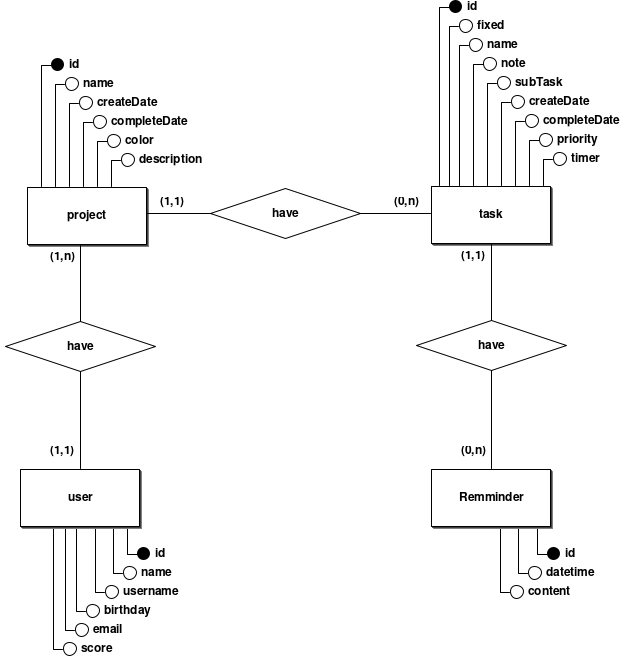 id
fixed
name
note
subTask
createDate
completeDate
priority
timer
id
name
createDate
completeDate
color
description
project
(1,1)
have
(0,n)
task
(1,n)
(1,1)
have
have
(1,1)
(0,n)
user
Remminder
id
name
username
birthday
email
score
id
datetime
content